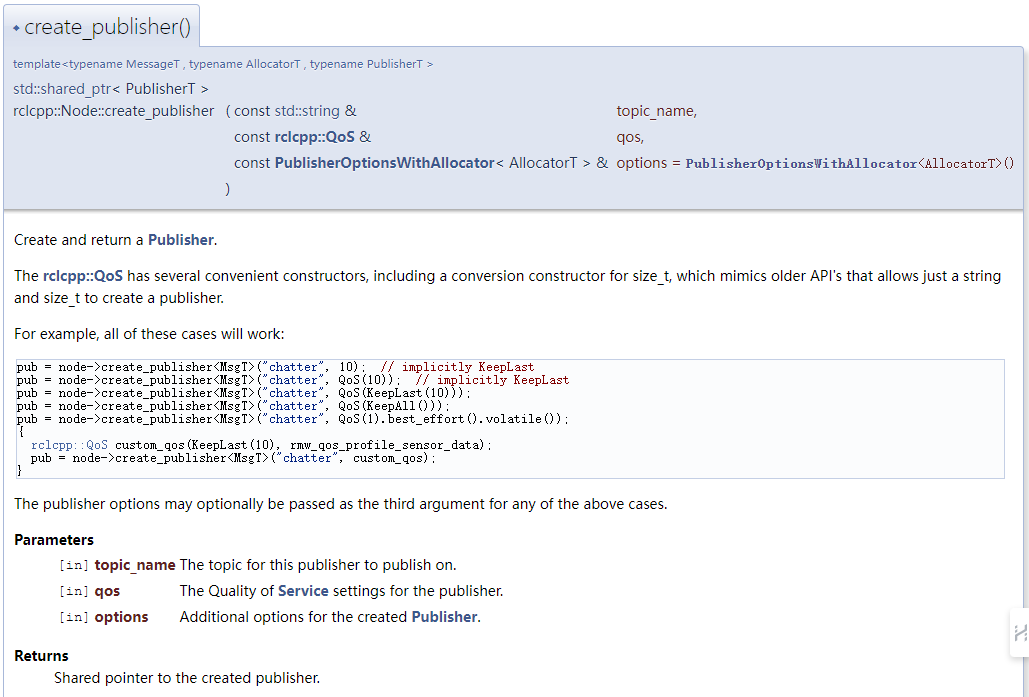 create_publisher()
template<typename MessageT , typename AllocatorT , typename PublisherT >
std::shared_ptr< PublisherT >
rclcpp::Node::create_publisher ( const std::string & topic_name,
const rclcpp::QoS & qos,
const PublisherOptionsWithAllocator< AllocatorT > & options = PublisherOptionsWithAllocator<AllocatorT>()
)
Create and return a Publisher.
The rclcpp::QoS has several convenient constructors, including a conversion constructor for size_t, which mimics older API's that allows just a string
and size_t to create a publisher.
For example, all of these cases will work:
pub = node->create_publisher<MsgT>("chatter", 10); // implicitly KeepLast
pub = node->create_publisher<MsgT>("chatter", QoS(10)); // implicitly KeepLast
pub = node->create_publisher<MsgT>("chatter", QoS(KeepLast(10)));
pub = node->create_publisher<MsgT>("chatter", QoS(KeepAll()));
pub = node->create_publisher<MsgT>("chatter", QoS(1).best_effort().volatile());
{
rclcpp::QoS custom_qos(KeepLast(10), rmw_qos_profile_sensor_data);
pub = node->create_publisher<MsgT>("chatter", custom_qos);
}
The publisher options may optionally be passed as the third argument for any of the above cases.
Parameters
[in] topic_name The topic for this publisher to publish on.
[in] qos The Quality of Service settings for the publisher.
[in] options Additional options for the created Publisher.
Returns
Shared pointer to the created publisher.